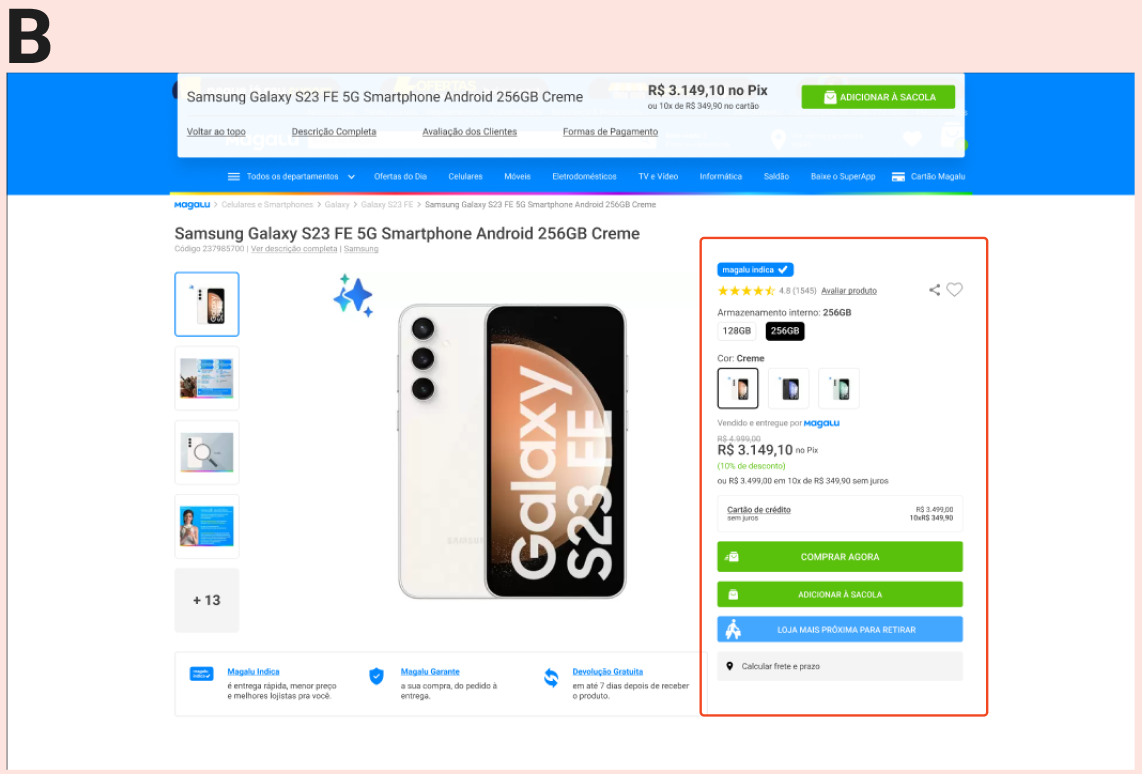 B
Samsung Galaxy S23 FE 5G Smartphone Android 256GB Creme
R$ 3.149,10 no Pix
ou 10x de R$ 349,90 no cartão
ADICIONAR À SACOLA
Voltar ao topo Descrição Completa Avaliação dos Clientes Formas de Pagamento
Todos os departamentos Ofertas do Dia Celulares Móveis Eletrodomésticos TV e Vídeo Informática Saldão Baixe o SuperApp Cartão Magalu
Magalu > Celulares e Smartphones > Galaxy > Galaxy S23 FE > Samsung Galaxy S23 FE 5G Smartphone Android 256GB Creme
Samsung Galaxy S23 FE 5G Smartphone Android 256GB Creme
Código 237985700 | Ver descrição completa | Samsung
+ 13
SAMSUNG
Galaxy
S23 FE
magalu indica
4.8 (1545) Avaliar produto
Armazenamento interno: 256GB
128GB 256GB
Cor: Creme
Vendido e entregue por Magalu
R$ 4.999,00
R$ 3.149,10 no Pix
(10% de desconto)
ou R$ 3.499,00 em 10x de R$ 349,90 sem juros
Cartão de crédito R$ 3.499,00
sem juros 10xR$ 349,90
COMPRAR AGORA
ADICIONAR À SACOLA
LOJA MAIS PRÓXIMA PARA RETIRAR
Calcular frete e prazo
magalu indica
Magalu Indica
é entrega rápida, menor preço
e melhores lojistas pra você.
Magalu Garante
a sua compra, do pedido à
entrega.
Devolução Gratuita
em até 7 dias depois de receber
o produto.